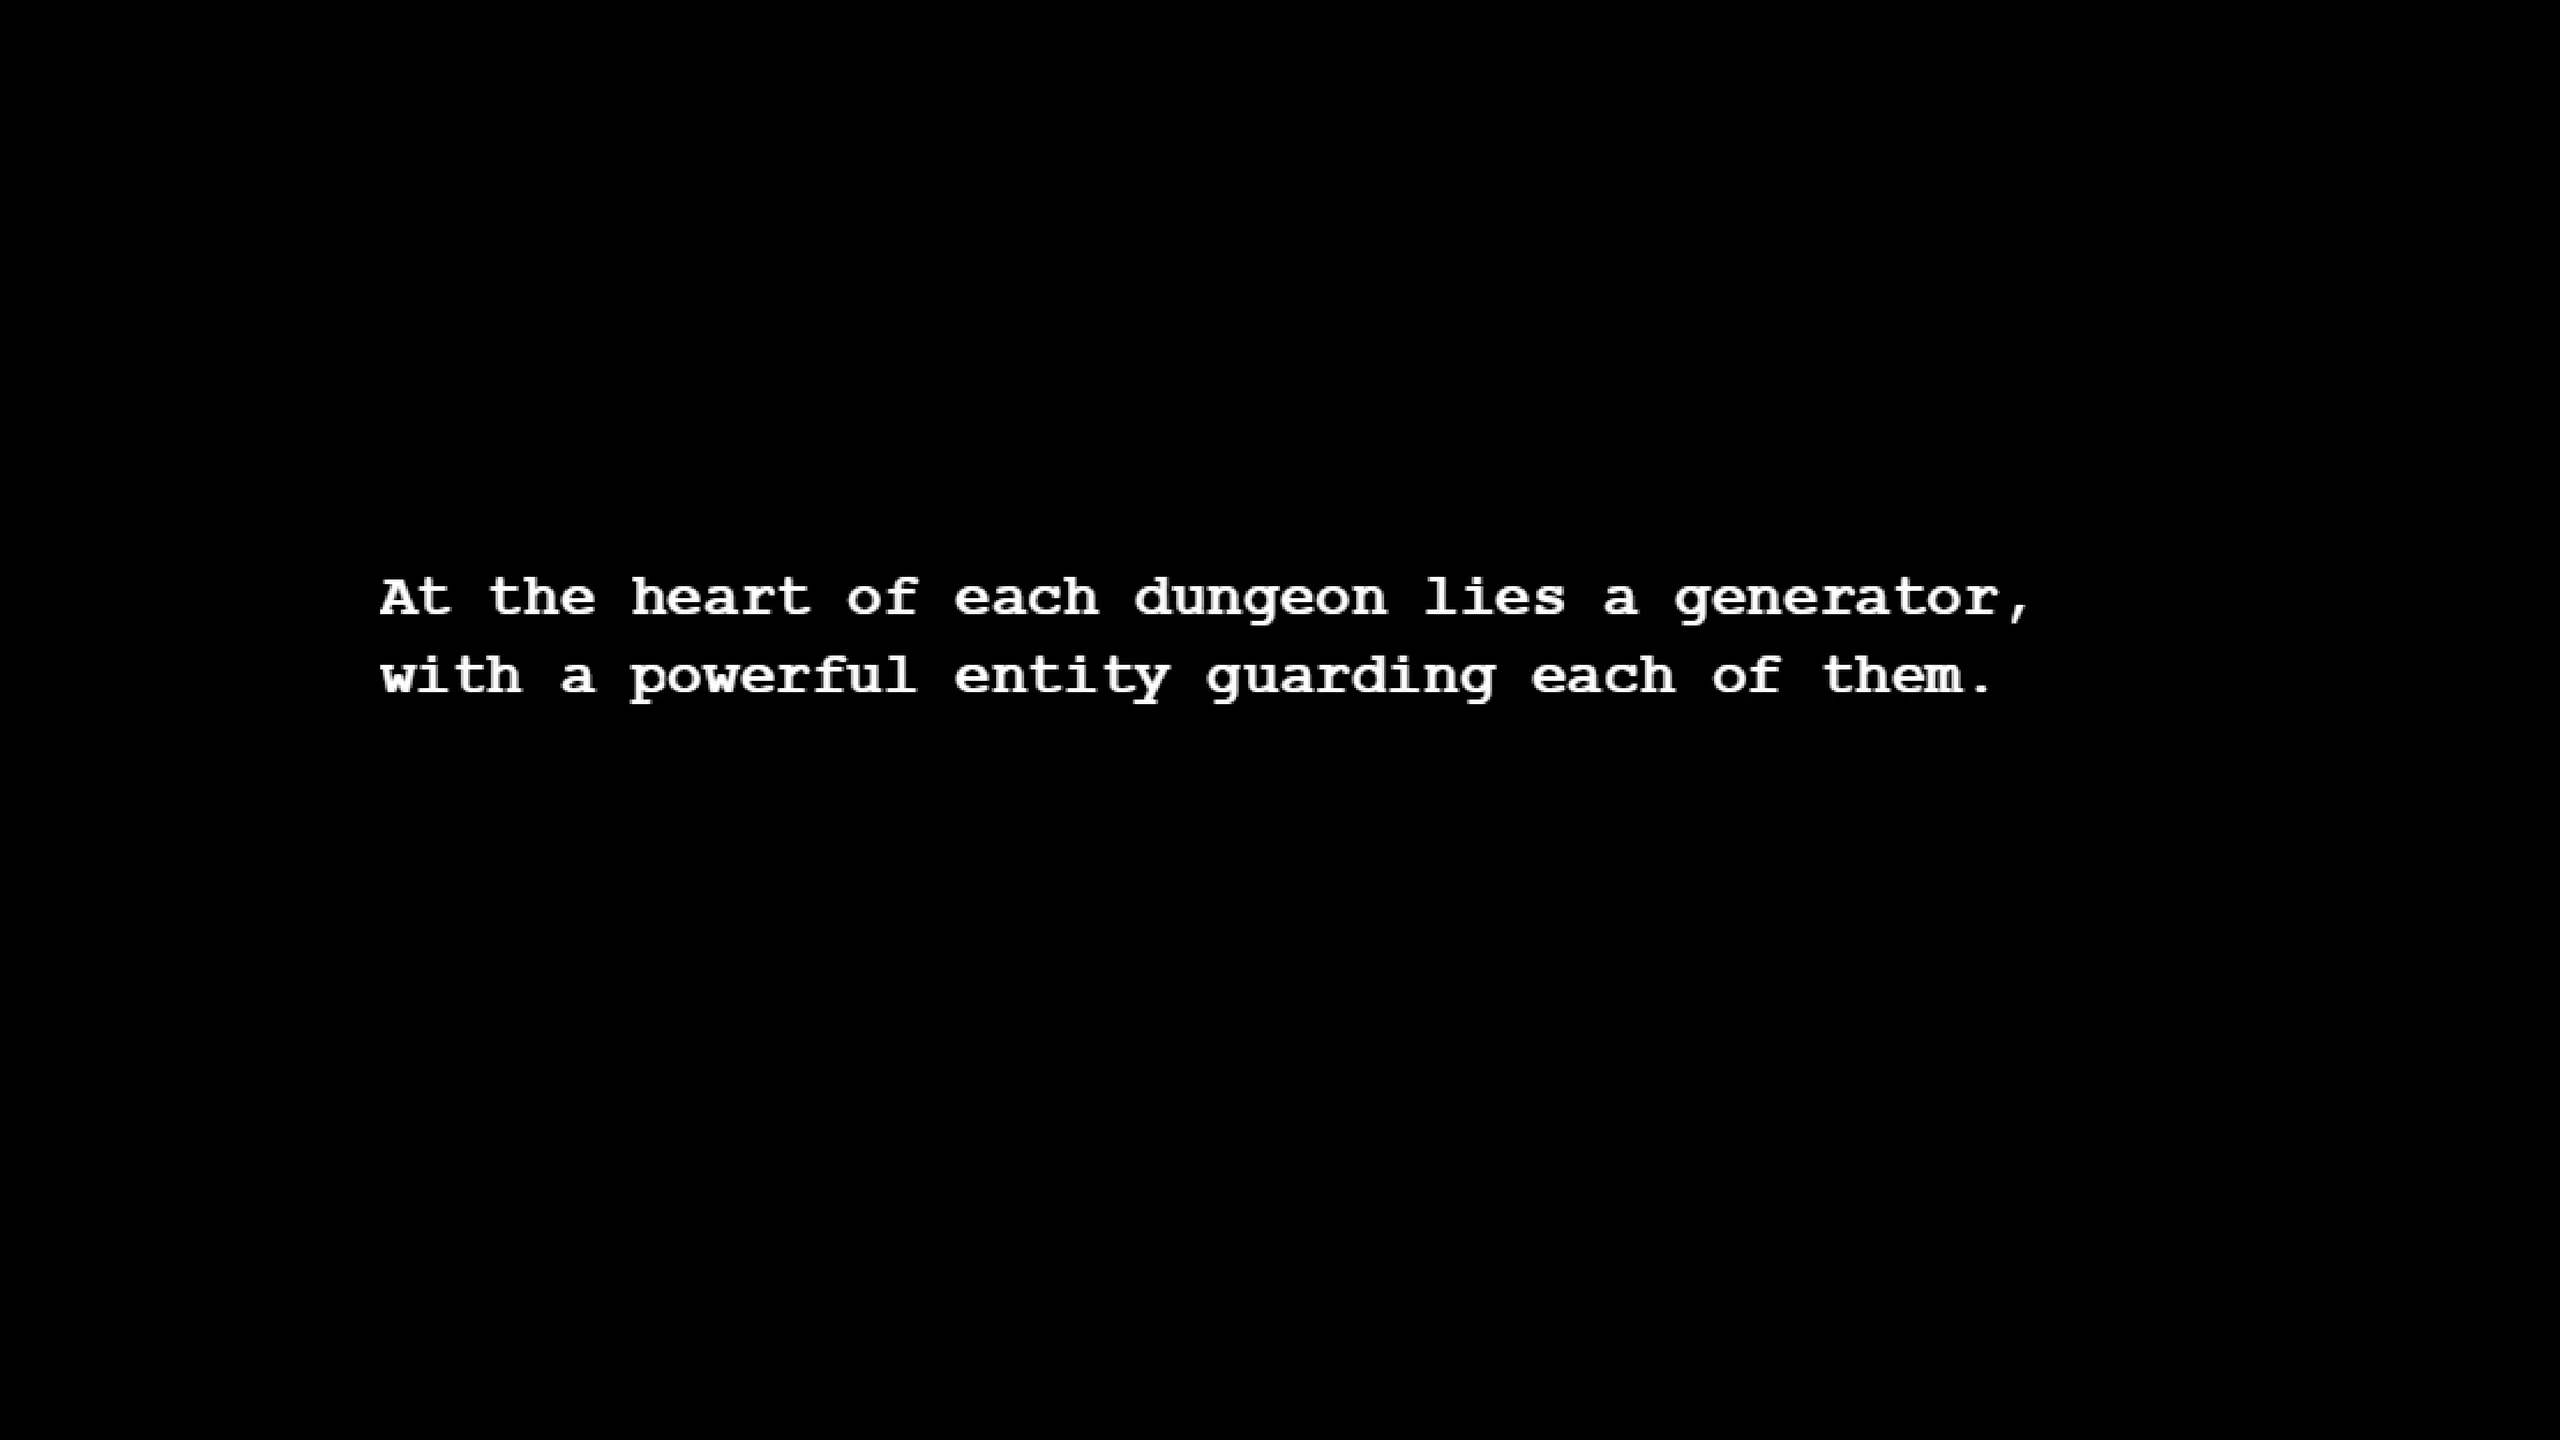 At the heart of each dungeon lies a generator,
with a powerful entity guarding each of them.